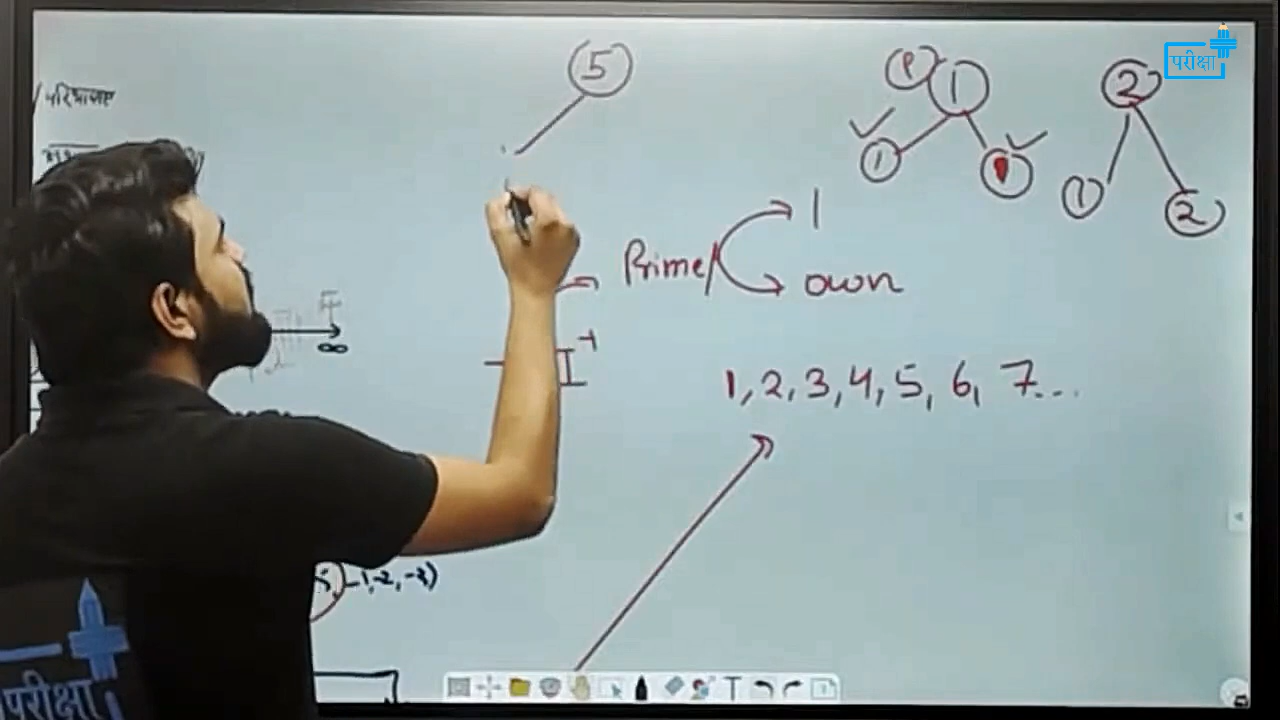 परीक्षा
परिभाषा
5
P 1
1
2
1 2
Prime
1
own
∞
1, 2, 3, 4, 5, 6, 7...
-1, -2, -3)
परीक्षा